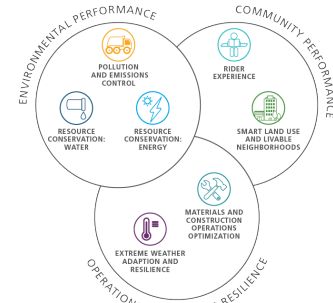 ENVIRONMENTAL PERFORMANCE
COMMUNITY PERFORMANCE
POLLUTION
AND EMISSIONS
CONTROL
RIDER
EXPERIENCE
RESOURCE
CONSERVATION:
WATER
RESOURCE
CONSERVATION:
ENERGY
SMART LAND USE
AND LIVABLE
NEIGHBORHOODS
MATERIALS AND
CONSTRUCTION
OPERATIONS
OPTIMIZATION
EXTREME WEATHER
ADAPTION AND
RESILIENCE
RESILIENCE